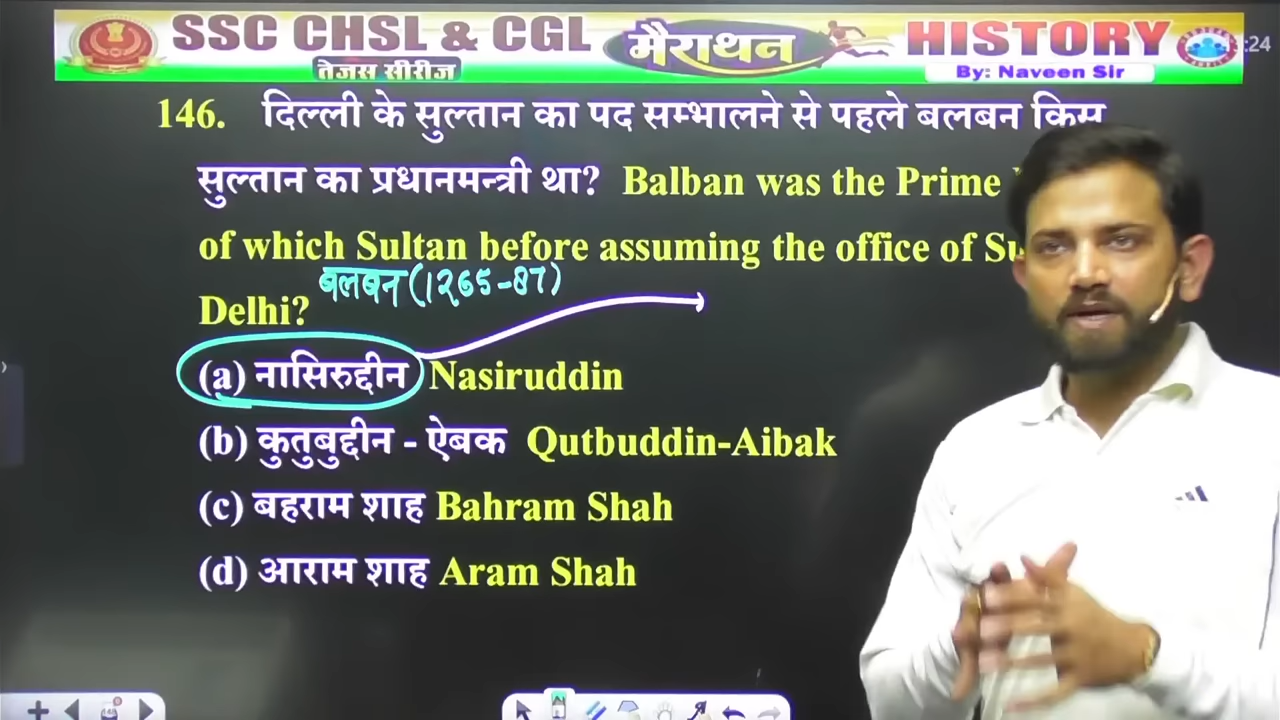 SSC CHSL & CGL मैराथन HISTORY :24
तेजस सीरीज By: Naveen Sir
146. दिल्ली के सुल्तान का पद सम्भालने से पहले बलबन किस
सुल्तान का प्रधानमन्त्री था? Balban was the Prime
of which Sultan before assuming the office of Su
बलबन (1265-87)
Delhi?
(a) नासिरुद्दीन Nasiruddin
(b) कुतुबुद्दीन - ऐबक Qutbuddin-Aibak
(c) बहराम शाह Bahram Shah
(d) आराम शाह Aram Shah